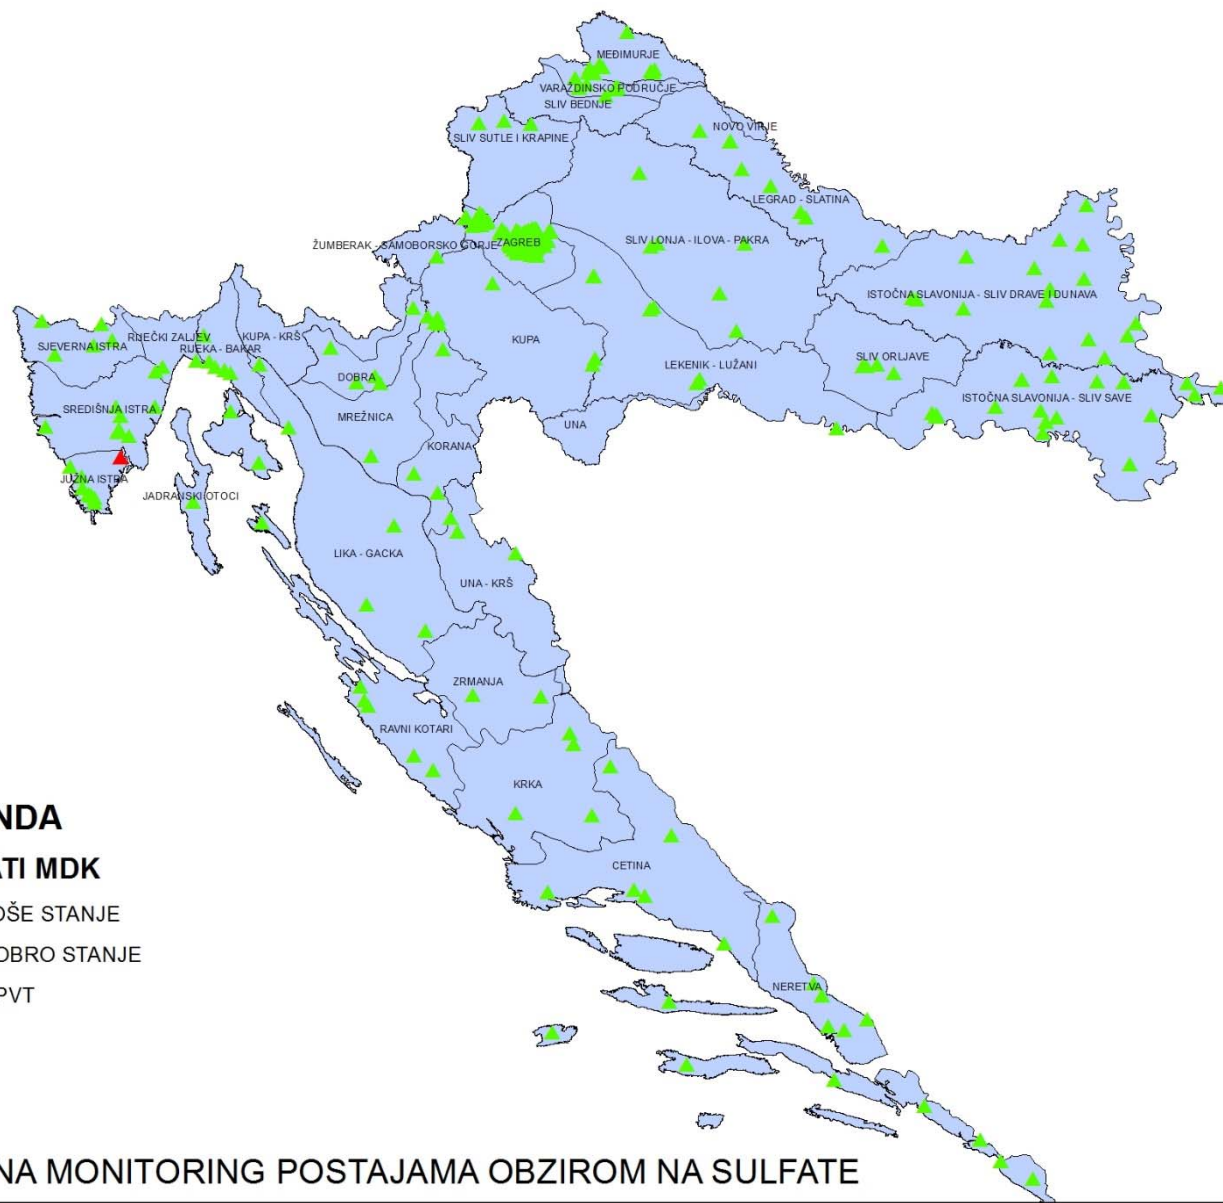 MEĐIMURJE
VARAŽDINSKO PODRUČJE
SLIV BEDNJE
NOVO VIRJE
SLIV SUTLE I KRAPINE
LEGRAD - SLATINA
ŽUMBERAK - SAMOBORSKO GORJE
ZAGREB
SLIV LONJA - ILOVA - PAKRA
ISTOČNA SLAVONIJA - SLIV DRAVE I DUNAVA
RIJEČKI ZALJEV
KUPA - KRŠ
SJEVERNA ISTRA
RIJEKA - BAKAR
KUPA
SLIV ORLJAVE
LEKENIK - LUŽANI
DOBRA
ISTOČNA SLAVONIJA - SLIV SAVE
SREDIŠNJA ISTRA
MREŽNICA
UNA
KORANA
JUŽNA ISTRA
JADRANSKI OTOCI
LIKA - GACKA
UNA - KRŠ
ZRMANJA
RAVNI KOTARI
KRKA
NDA
CETINA
ATI MDK
OŠE STANJE
OBRO STANJE
NERETVA
PVT
NA MONITORING POSTAJAMA OBZIROM NA SULFATE